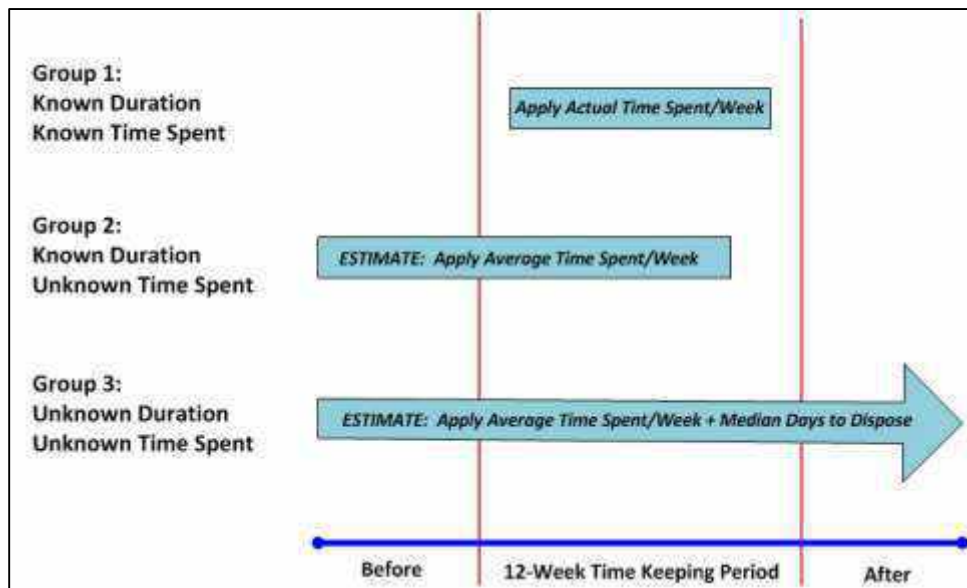 Group 1:
Known Duration
Known Time Spent
Apply Actual Time Spent/Week
Group 2:
Known Duration
Unknown Time Spent
ESTIMATE: Apply Average Time Spent/Week
Group 3:
Unknown Duration
Unknown Time Spent
ESTIMATE: Apply Average Time Spent/Week + Median Days to Dispose
Before
12-Week Time Keeping Period
After